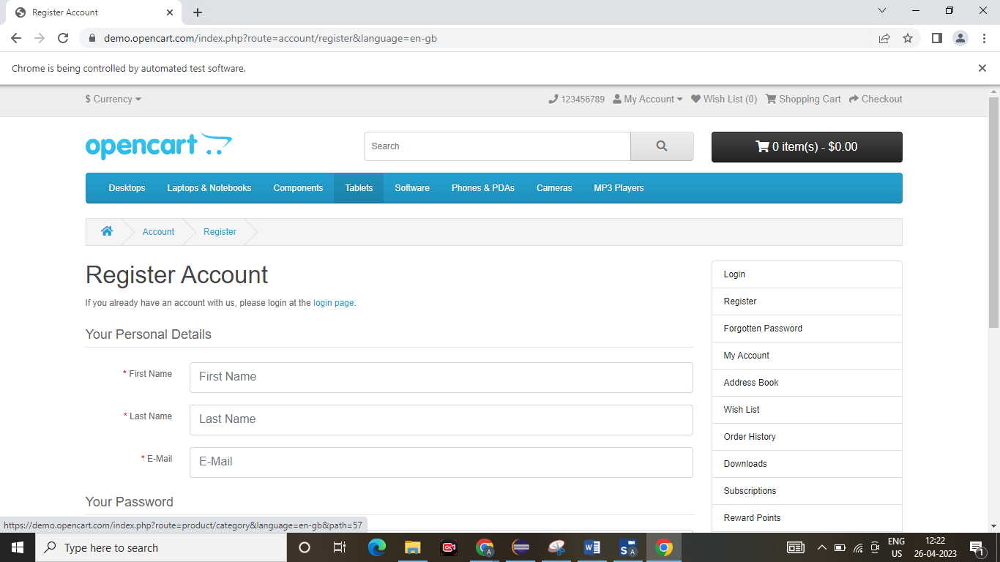 Register Account
demo.opencart.com/index.php?route=account/register&language=en-gb
Chrome is being controlled by automated test software.
$ Currency 123456789 My Account Wish List (0) Shopping Cart Checkout
opencart Search 0 item(s) - $0.00
Desktops Laptops & Notebooks Components Tablets Software Phones & PDAs Cameras MP3 Players
Account Register
Register Account
If you already have an account with us, please login at the login page.
Your Personal Details
* First Name First Name
* Last Name Last Name
* E-Mail E-Mail
Your Password
Login
Register
Forgotten Password
My Account
Address Book
Wish List
Order History
Downloads
Subscriptions
Reward Points
https://demo.opencart.com/index.php?route=product/category&language=en-gb&path=57
Type here to search
A
W
S A
ENG
US
12:22
26-04-2023
1